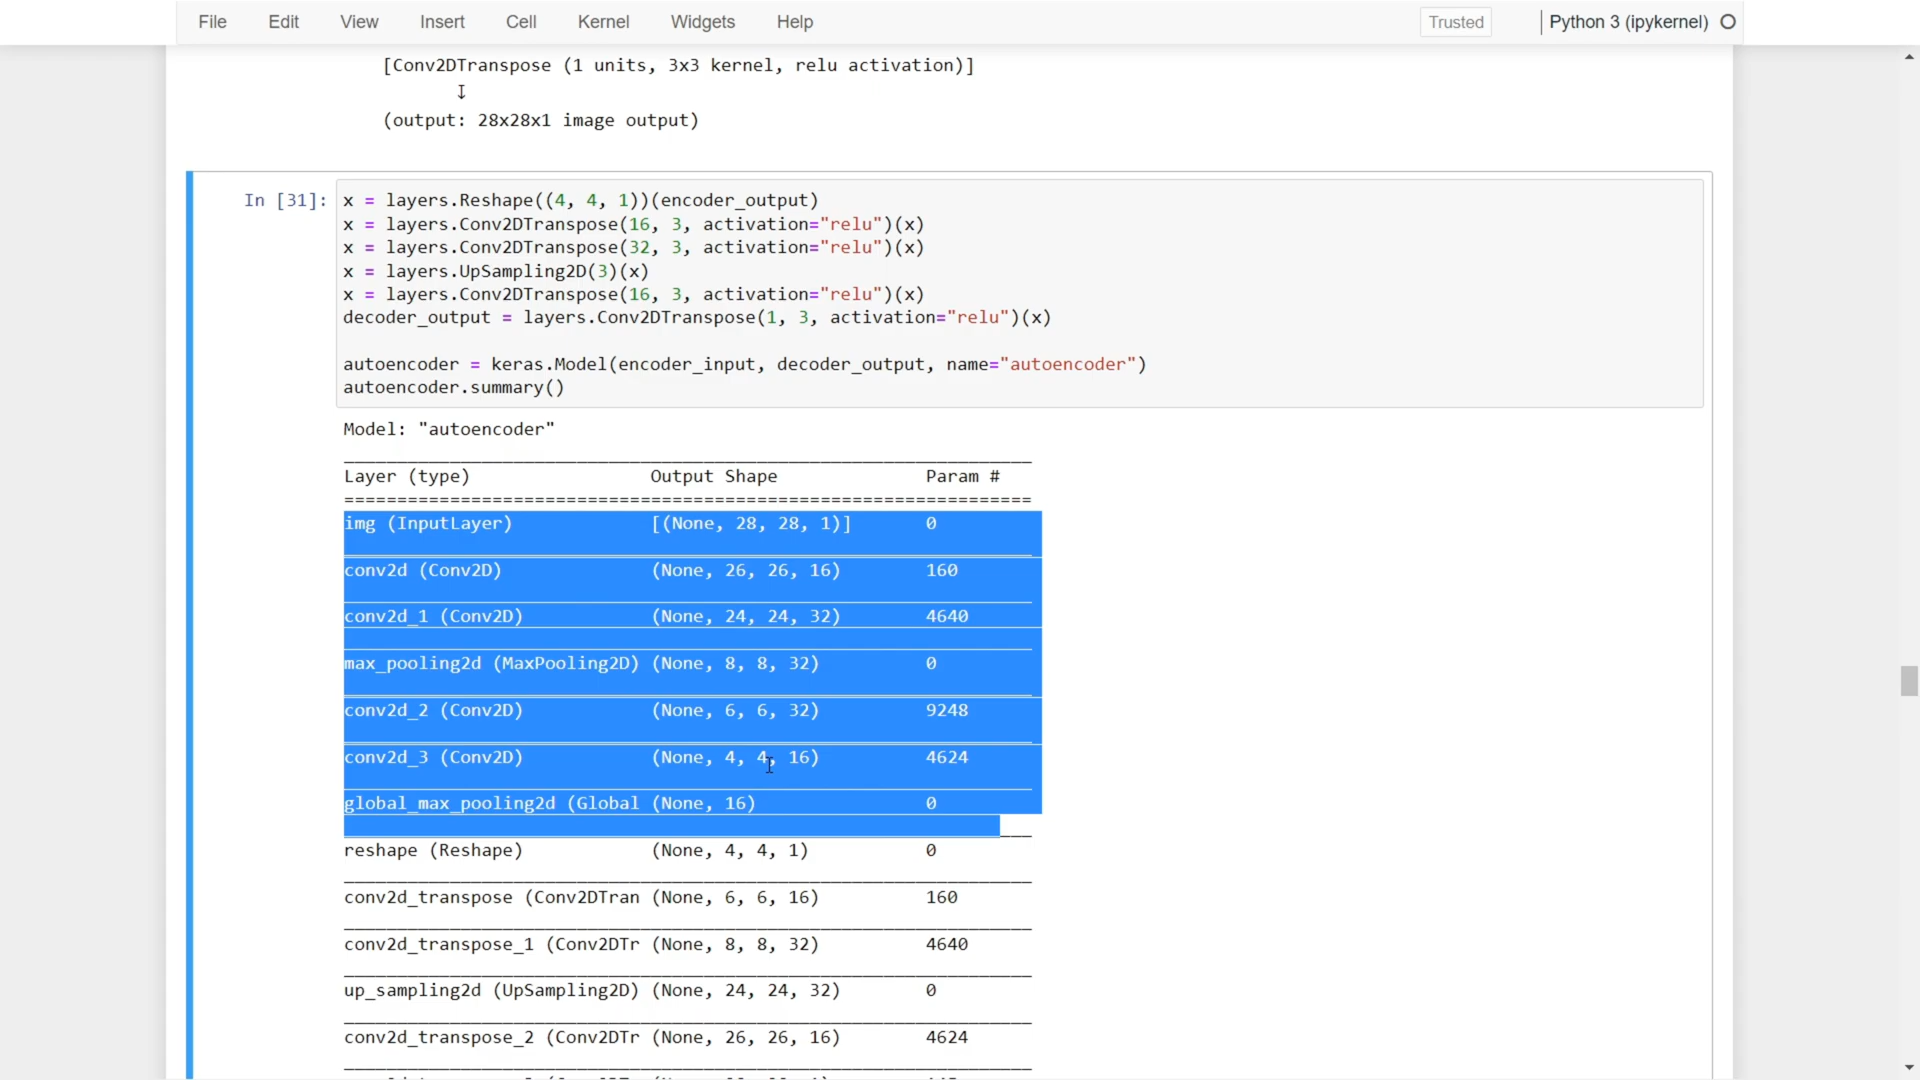 File Edit View Insert Cell Kernel Widgets Help Trusted Python 3 (ipykernel)
[Conv2DTranspose (1 units, 3x3 kernel, relu activation)]
↧
(output: 28x28x1 image output)
In [31]: x = layers.Reshape((4, 4, 1))(encoder_output)
x = layers.Conv2DTranspose(16, 3, activation="relu")(x)
x = layers.Conv2DTranspose(32, 3, activation="relu")(x)
x = layers.UpSampling2D(3)(x)
x = layers.Conv2DTranspose(16, 3, activation="relu")(x)
decoder_output = layers.Conv2DTranspose(1, 3, activation="relu")(x)
autoencoder = keras.Model(encoder_input, decoder_output, name="autoencoder")
autoencoder.summary()
Model: "autoencoder"
Layer (type) Output Shape Param #
=================================================================
img (InputLayer) [(None, 28, 28, 1)] 0
conv2d (Conv2D) (None, 26, 26, 16) 160
conv2d_1 (Conv2D) (None, 24, 24, 32) 4640
max_pooling2d (MaxPooling2D) (None, 8, 8, 32) 0
conv2d_2 (Conv2D) (None, 6, 6, 32) 9248
conv2d_3 (Conv2D) (None, 4, 4, 16) 4624
global_max_pooling2d (Global (None, 16) 0
reshape (Reshape) (None, 4, 4, 1) 0
conv2d_transpose (Conv2DTran (None, 6, 6, 16) 160
conv2d_transpose_1 (Conv2DTr (None, 8, 8, 32) 4640
up_sampling2d (UpSampling2D) (None, 24, 24, 32) 0
conv2d_transpose_2 (Conv2DTr (None, 26, 26, 16) 4624